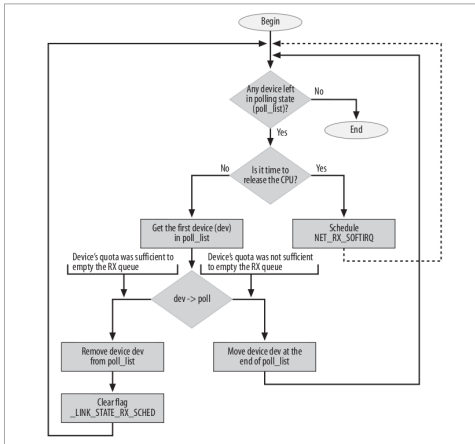 Begin
Any device left
in polling state
(poll_list)?
No
End
Yes
Is it time to
release the CPU?
No
Yes
Get the first device (dev)
in poll_list
Schedule
NET_RX_SOFTIRQ
Device's quota was sufficient to
empty the RX queue
Device's quota was not sufficient
to empty the RX queue
dev -> poll
Remove device dev
from poll_list
Move device dev at the
end of poll_list
Clear flag
_LINK_STATE_RX_SCHED